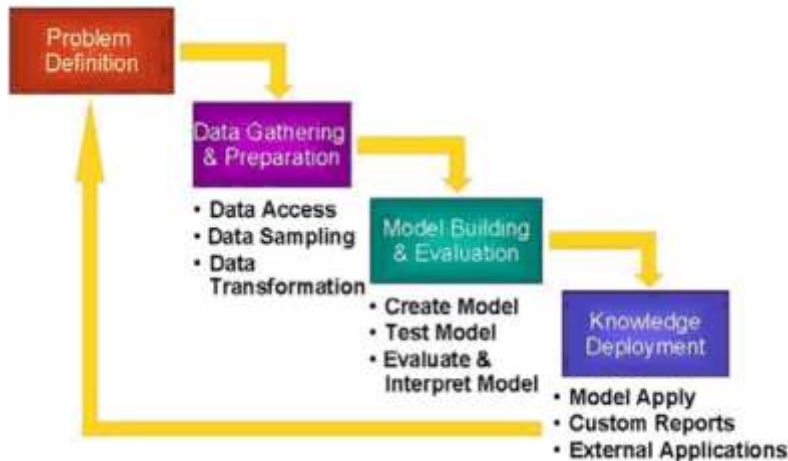 Problem
Definition
Data Gathering
& Preparation
• Data Access
• Data Sampling
• Data
Transformation
Model Building
& Evaluation
• Create Model
• Test Model
• Evaluate &
Interpret Model
Knowledge
Deployment
• Model Apply
• Custom Reports
• External Applications